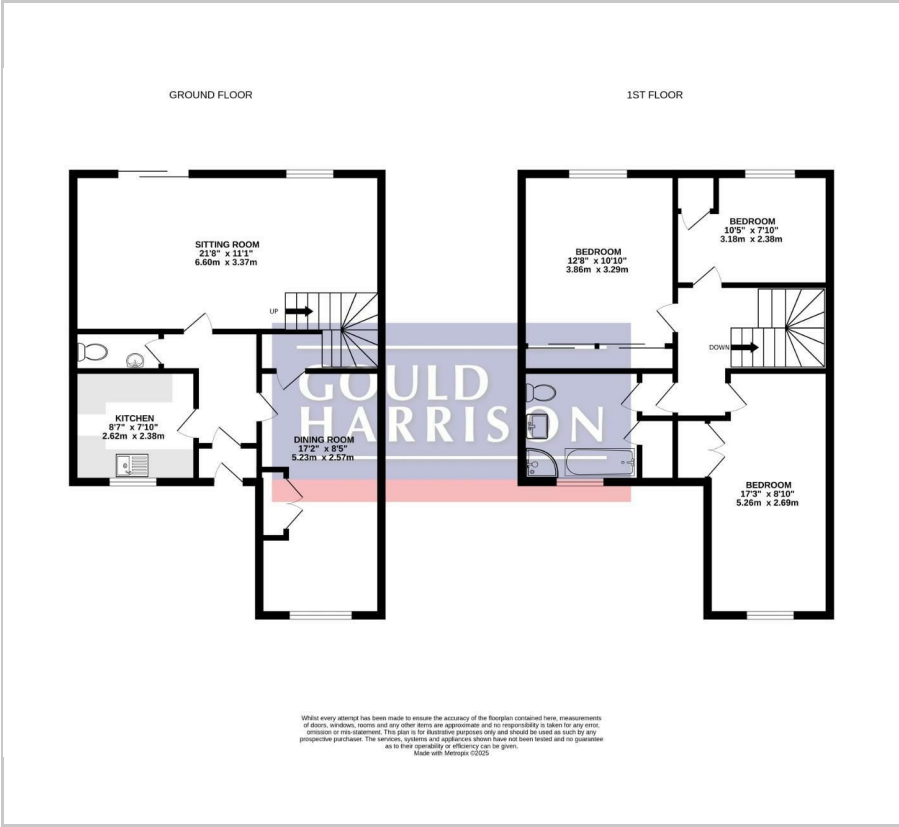 GROUND FLOOR
1ST FLOOR
SITTING ROOM
21'8" x 11'1"
6.60m x 3.37m
UP
KITCHEN
8'7" x 7'10"
2.62m x 2.38m
DINING ROOM
17'2" x 8'5"
5.23m x 2.57m
BEDROOM
12'8" x 10'10"
3.86m x 3.29m
BEDROOM
10'5" x 7'10"
3.18m x 2.38m
DOWN
BEDROOM
17'3" x 8'10"
5.26m x 2.69m
GOULD
HARRISON
Whilst every attempt has been made to ensure the accuracy of the floorplan contained here, measurements
of doors, windows, rooms and any other items are approximate and no responsibility is taken for any error,
omission or mis-statement. This plan is for illustrative purposes only and should be used as such by any
prospective purchaser. The services, systems and appliances shown have not been tested and no guarantee
as to their operability or efficiency can be given.
Made with Metropix ©2025